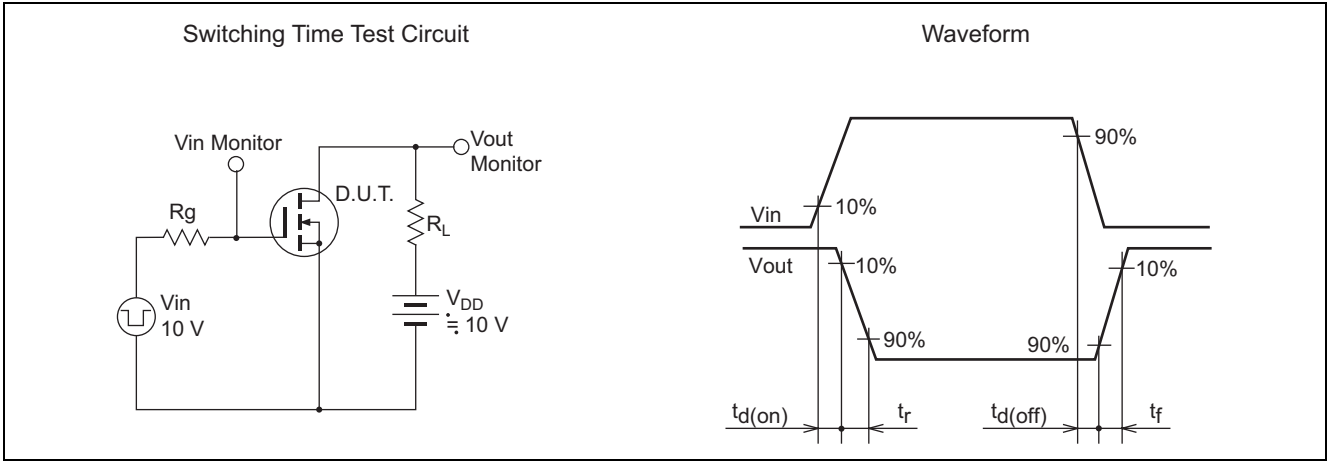 Switching Time Test Circuit
Vin Monitor
Vout
Monitor
D.U.T.
Rg
RL
Vin
10 V
VDD
≒ 10 V
Waveform
90%
Vin
10%
Vout
10%
10%
90%
90%
td(on)
tr
td(off)
tf